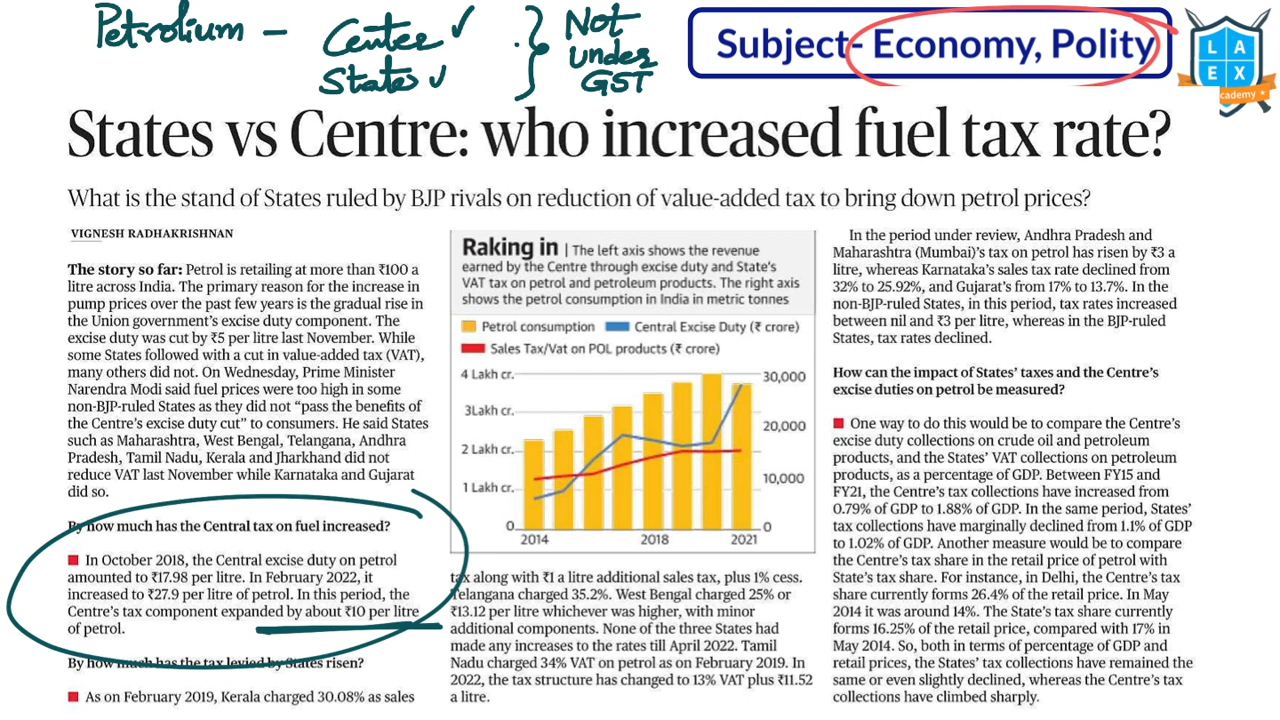 Petrolium - Center ✓
States ✓
Not
under
GST
Subject- Economy, Polity
L A
E X
cademy
States vs Centre: who increased fuel tax rate?
What is the stand of States ruled by BJP rivals on reduction of value-added tax to bring down petrol prices?
VIGNESH RADHAKRISHNAN
The story so far: Petrol is retailing at more than ₹100 a
litre across India. The primary reason for the increase in
pump prices over the past few years is the gradual rise in
the Union government's excise duty component. The
excise duty was cut by ₹5 per litre last November. While
some States followed with a cut in value-added tax (VAT),
many others did not. On Wednesday, Prime Minister
Narendra Modi said fuel prices were too high in some
non-BJP-ruled States as they did not "pass the benefits of
the Centre's excise duty cut" to consumers. He said States
such as Maharashtra, West Bengal, Telangana, Andhra
Pradesh, Tamil Nadu, Kerala and Jharkhand did not
reduce VAT last November while Karnataka and Gujarat
did so.
By how much has the Central tax on fuel increased?
■ In October 2018, the Central excise duty on petrol
amounted to ₹17.98 per litre. In February 2022, it
increased to ₹27.9 per litre of petrol. In this period, the
Centre's tax component expanded by about ₹10 per litre
of petrol.
By how much has the tax levied by States risen?
■ As on February 2019, Kerala charged 30.08% as sales
Raking in | The left axis shows the revenue
earned by the Centre through excise duty and State's
VAT tax on petrol and petroleum products. The right axis
shows the petrol consumption in India in metric tonnes
Petrol consumption Central Excise Duty (₹ crore)
Sales Tax/Vat on POL products (₹ crore)
4 Lakh cr. 30,000
3Lakh cr.
20,000
2 Lakh cr.
1 Lakh cr. 10,000
0 0
2014 2018 2021
tax along with ₹1 a litre additional sales tax, plus 1% cess.
Telangana charged 35.2%. West Bengal charged 25% or
₹13.12 per litre whichever was higher, with minor
additional components. None of the three States had
made any increases to the rates till April 2022. Tamil
Nadu charged 34% VAT on petrol as on February 2019. In
2022, the tax structure has changed to 13% VAT plus ₹11.52
a litre.
In the period under review, Andhra Pradesh and
Maharashtra (Mumbai)'s tax on petrol has risen by ₹3 a
litre, whereas Karnataka's sales tax rate declined from
32% to 25.92%, and Gujarat's from 17% to 13.7%. In the
non-BJP-ruled States, in this period, tax rates increased
between nil and ₹3 per litre, whereas in the BJP-ruled
States, tax rates declined.
How can the impact of States' taxes and the Centre's
excise duties on petrol be measured?
■ One way to do this would be to compare the Centre's
excise duty collections on crude oil and petroleum
products, and the States' VAT collections on petroleum
products, as a percentage of GDP. Between FY15 and
FY21, the Centre's tax collections have increased from
0.79% of GDP to 1.88% of GDP. In the same period, States'
tax collections have marginally declined from 1.1% of GDP
to 1.02% of GDP. Another measure would be to compare
the Centre's tax share in the retail price of petrol with
State's tax share. For instance, in Delhi, the Centre's tax
share currently forms 26.4% of the retail price. In May
2014 it was around 14%. The State's tax share currently
forms 16.25% of the retail price, compared with 17% in
May 2014. So, both in terms of percentage of GDP and
retail prices, the States' tax collections have remained the
same or even slightly declined, whereas the Centre's tax
collections have climbed sharply.